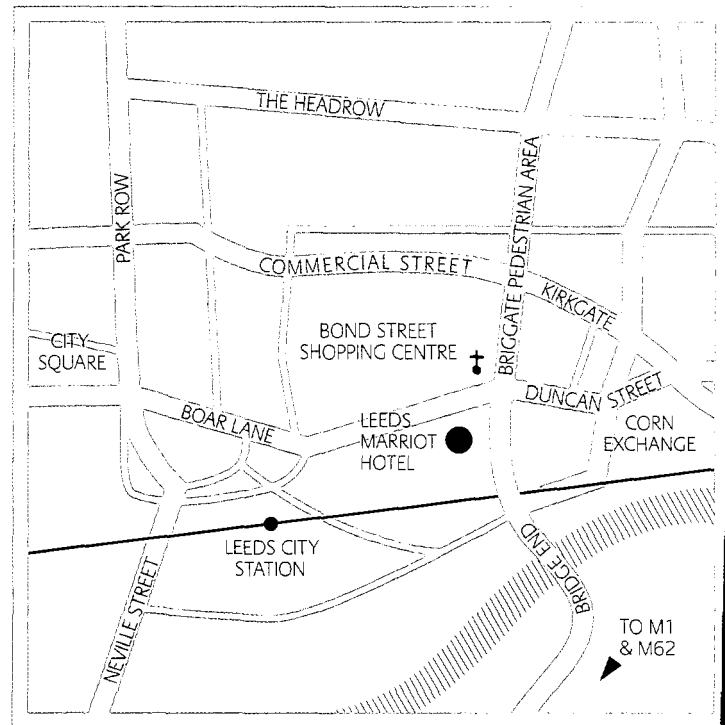 THE HEADROW
PARK ROW
BRIGGATE PEDESTRIAN AREA
COMMERCIAL STREET
KIRKGATE
CITY
SQUARE
BOND STREET
SHOPPING CENTRE
DUNCAN STREET
BOAR LANE
LEEDS
MARRIOT
HOTEL
CORN
EXCHANGE
LEEDS CITY
STATION
BRIDGE END
NEVILLE STREET
TO M1
& M62